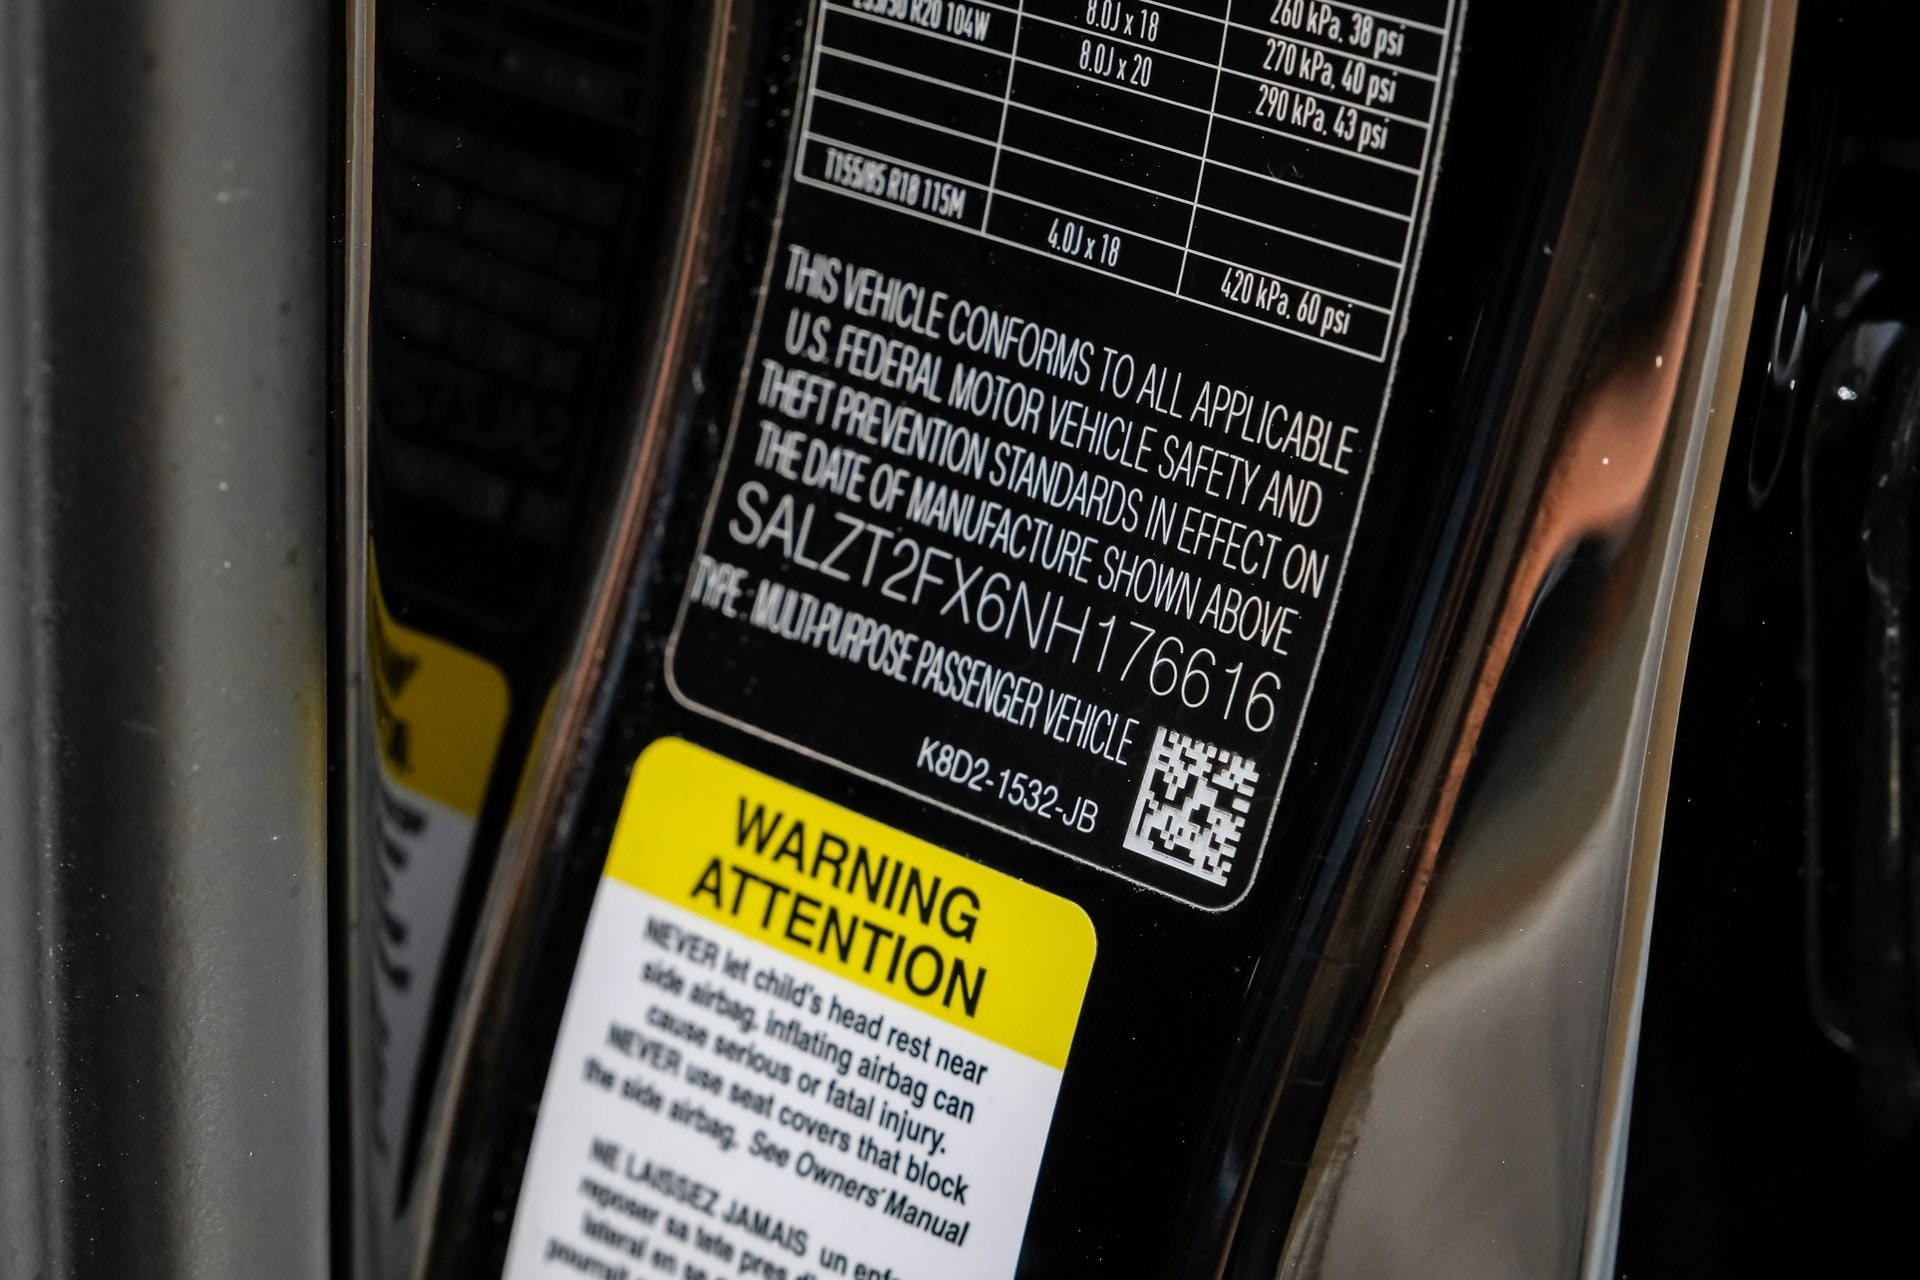 R20 104W 8.0J x 18 260 kPa, 38 psi
8.0J x 20 270 kPa, 40 psi
290 kPa, 43 psi
T155/85 R18 115M 4.0J x 18 420 kPa, 60 psi
THIS VEHICLE CONFORMS TO ALL APPLICABLE
U.S. FEDERAL MOTOR VEHICLE SAFETY AND
THEFT PREVENTION STANDARDS IN EFFECT ON
THE DATE OF MANUFACTURE SHOWN ABOVE
SALZT2FX6NH176616
TYPE : MULTI-PURPOSE PASSENGER VEHICLE
K8D2-1532-JB
WARNING
ATTENTION
NEVER let child's head rest near
side airbag, inflating airbag can
cause serious or fatal injury.
NEVER use seat covers that block
the side airbag. See Owners' Manual
NE LAISSEZ JAMAIS un
reposer sa tete pres
lateral en
pourrait